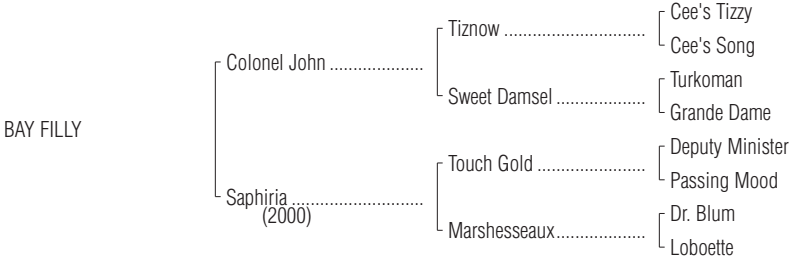 Cee's Tizzy
Tiznow ..............................
Cee's Song
Colonel John ....................
Turkoman
Sweet Damsel ...................
Grande Dame
BAY FILLY
Deputy Minister
Touch Gold .......................
Passing Mood
Saphiria ............................
(2000)
Dr. Blum
Marshesseaux...................
Loboette